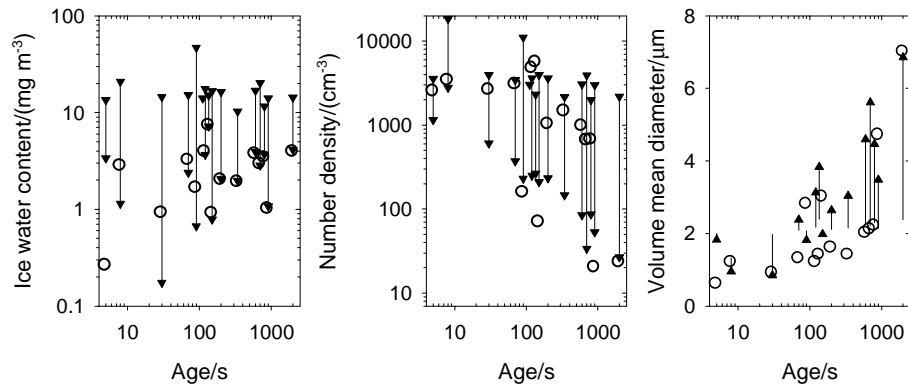 Ice water content/(mg m-3)
100
10
1
0.1
10 100 1000
Age/s
Number density/(cm-3)
10000
1000
100
10
10 100 1000
Age/s
Volume mean diameter/μm
8
6
4
2
0
10 100 1000
Age/s